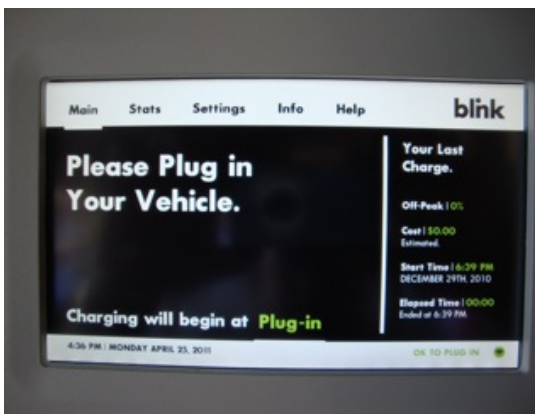 Main Stats Settings Info Help blink
Please Plug in
Your Vehicle.
Charging will begin at Plug-in
Your Last
Charge.
Off-Peak | 0%
Cost | $0.00
Estimated.
Start Time | 6:39 PM
DECEMBER 29TH, 2010
Elapsed Time | 00:00
Ended at 6:39 PM
4:36 PM | MONDAY APRIL 25, 2011
OK TO PLUG IN